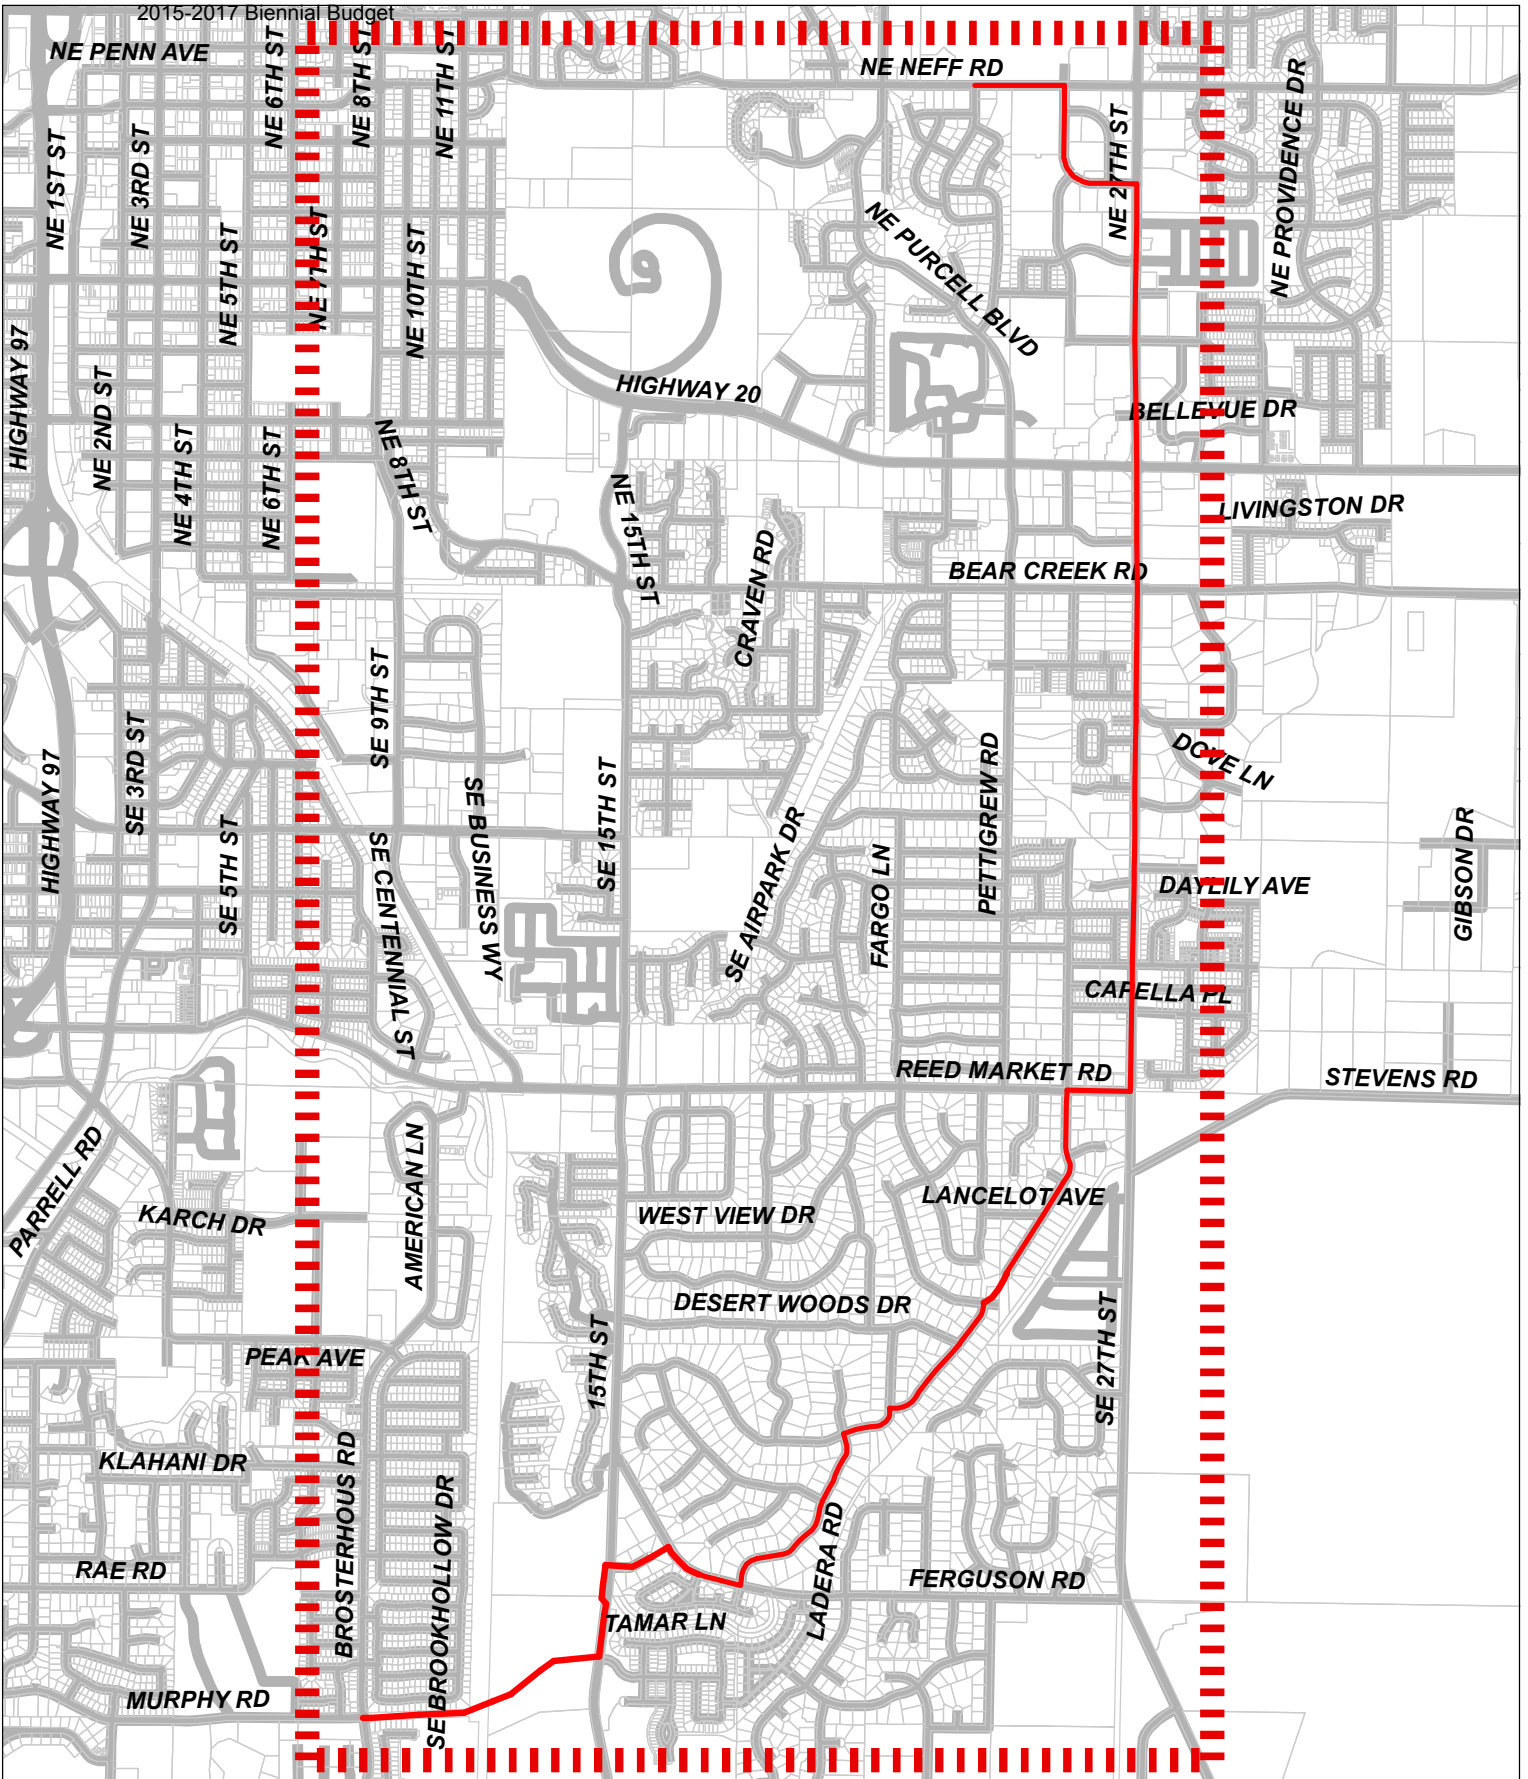 2015-2017 Biennial Budget
NE PENN AVE
NE 6TH ST
NE 8TH ST
NE 11TH ST
NE NEFF RD
NE PROVIDENCE DR
NE 1ST ST
NE 3RD ST
NE 27TH ST
NE 5TH ST
NE 7TH ST
NE 10TH ST
NE PURCELL BLVD
HIGHWAY 97
HIGHWAY 20
NE 2ND ST
BELLEVUE DR
NE 4TH ST
NE 6TH ST
NE 8TH ST
NE 15TH ST
LIVINGSTON DR
CRAVEN RD
BEAR CREEK RD
SE 9TH ST
SE 3RD ST
HIGHWAY 97
PETTIGREW RD
DOVE LN
SE 5TH ST
SE CENTENNIAL ST
SE BUSINESS WY
SE 15TH ST
SE AIRPARK DR
FARGO LN
DAYLILY AVE
GIBSON DR
CAPELLA PL
REED MARKET RD
STEVENS RD
PARRELL RD
KARCH DR
AMERICAN LN
WEST VIEW DR
LANCELOT AVE
DESERT WOODS DR
PEAK AVE
15TH ST
SE 27TH ST
KLAHANI DR
BROSTERHOUS RD
SE BROOKHOLLOW DR
RAE RD
LADERA RD
FERGUSON RD
TAMAR LN
MURPHY RD